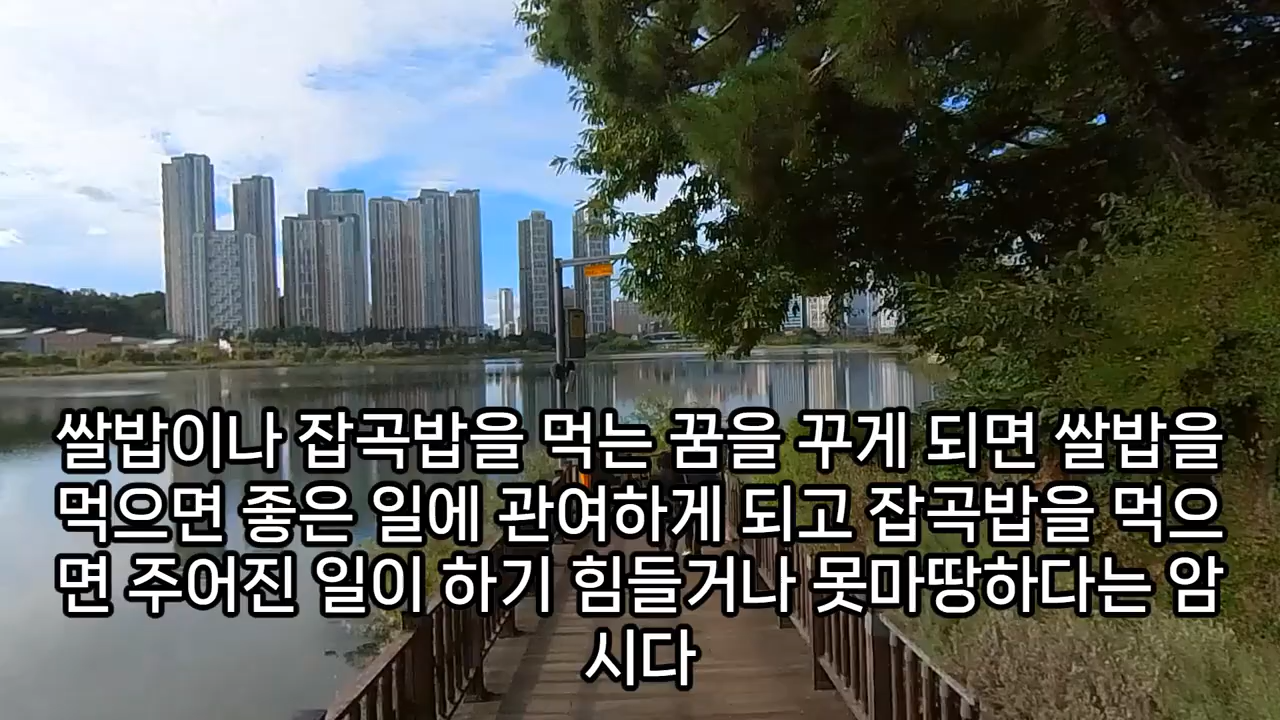 쌀밥이나 잡곡밥을 먹는 꿈을 꾸게 되면 쌀밥을
먹으면 좋은 일에 관여하게 되고 잡곡밥을 먹으
면 주어진 일이 하기 힘들거나 못마땅하다는 암
시다